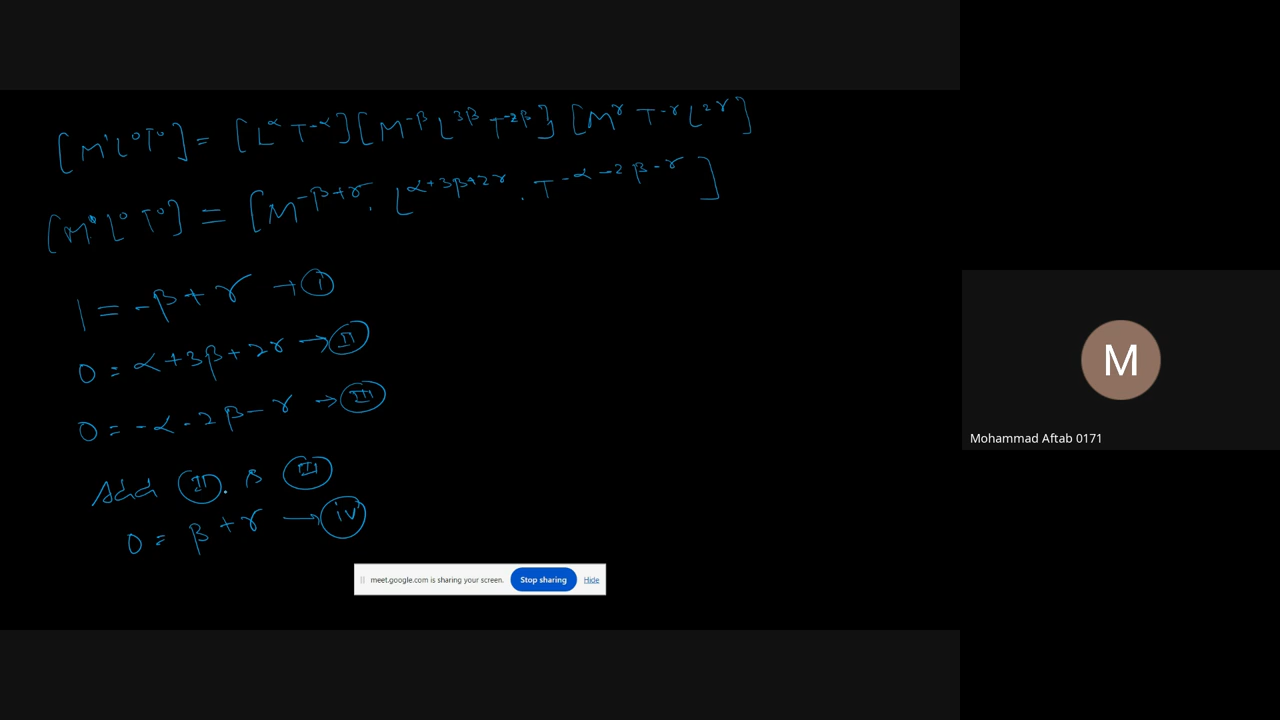 [M¹L⁰T⁰] = [L^α T^-α][M^-β L^3β T^-2β][M^γ T^-γ L^2γ]
[M¹L⁰T⁰] = [M^-β+γ . L^α+3β+2γ . T^-α-2β-γ]
1 = -β+γ → (i)
0 = α+3β+2γ → (II)
0 = -α-2β-γ → (III)
Add (II) & (III)
0 = β+γ → (iv)
meet.google.com is sharing your screen. Stop sharing Hide
M
Mohammad Aftab 0171